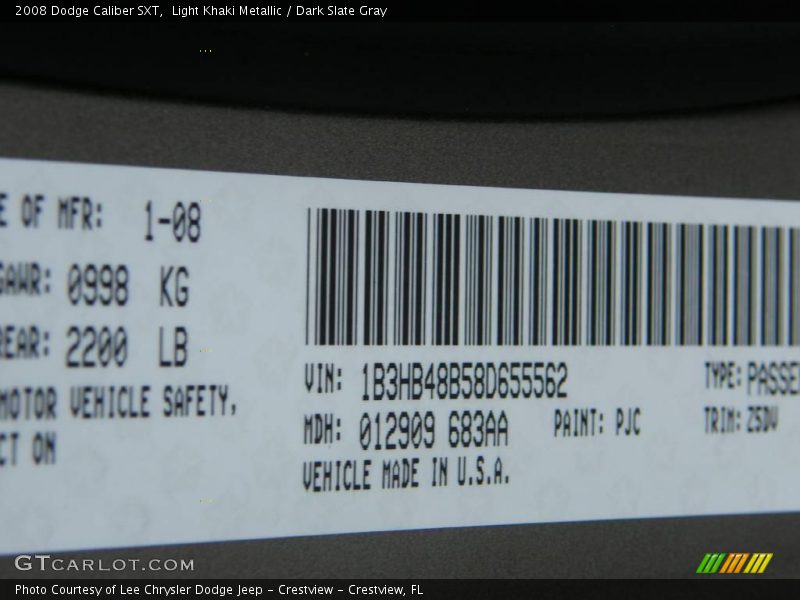 2008 Dodge Caliber SXT, Light Khaki Metallic / Dark Slate Gray
OF MFR: 1-08
GAWR: 0998 KG
REAR: 2200 LB
MOTOR VEHICLE SAFETY,
ON
VIN: 1B3HB48B58D655562 TYPE:
MDH: 012909 683AA PAINT: PJC TRIM: Z5DV
VEHICLE MADE IN U.S.A.
GTCARLOT.COM
Photo Courtesy of Lee Chrysler Dodge Jeep - Crestview - Crestview, FL